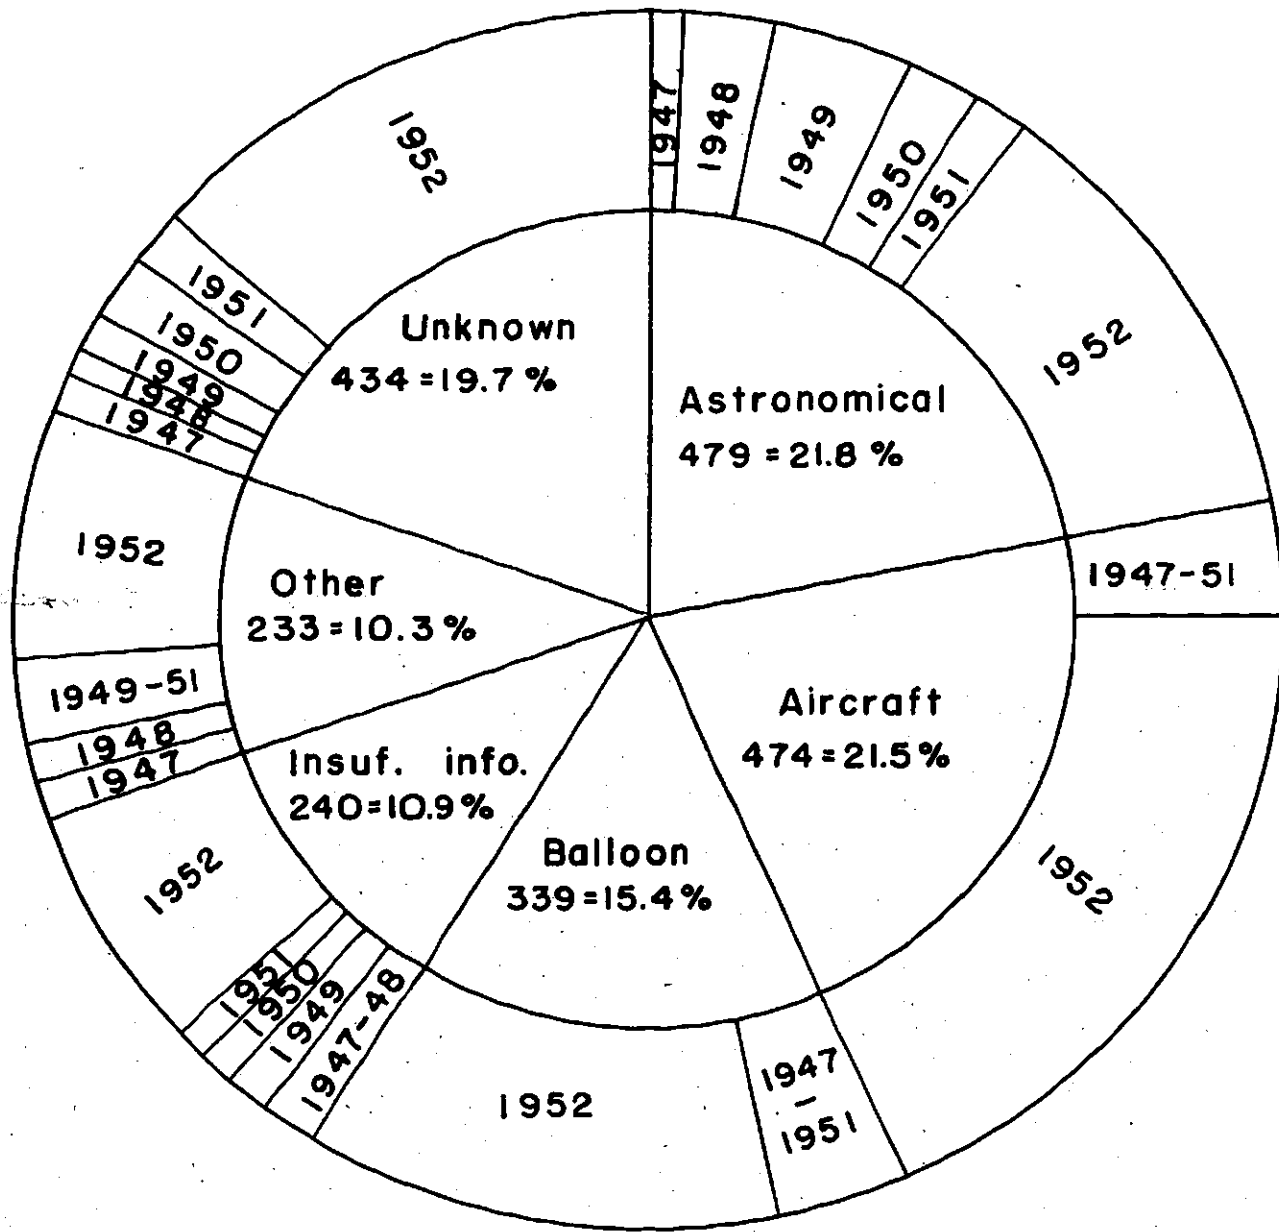 1947
1948
1949
1950
1951
1952
Astronomical
479 = 21.8 %
1947-51
1952
Aircraft
474 = 21.5 %
1947
-
1951
1952
Balloon
339 = 15.4 %
1947-48
1949
1950
1951
1952
Insuf. info.
240 = 10.9 %
1947
1948
1949-51
1952
Other
233 = 10.3 %
1947
1948
1949
1950
1951
1952
Unknown
434 = 19.7 %